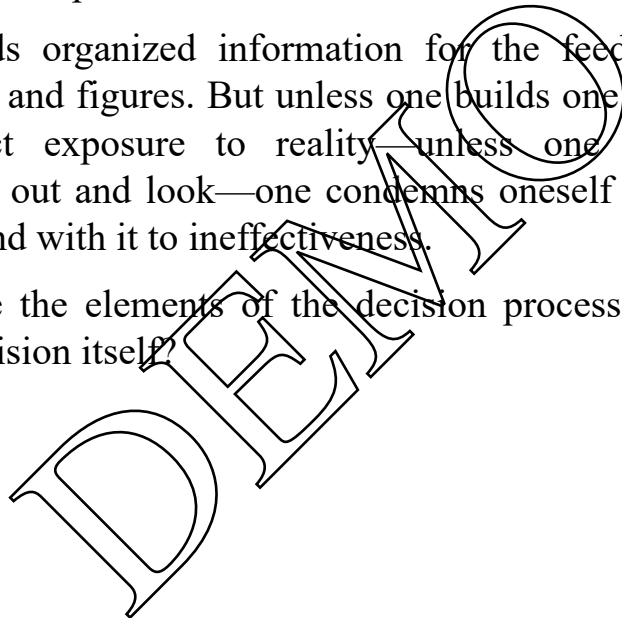 ds organized information for the feed
and figures. But unless one builds one
ct exposure to reality—unless one
out and look—one condemns oneself
nd with it to ineffectiveness.
e the elements of the decision process
ision itself?
DEMO